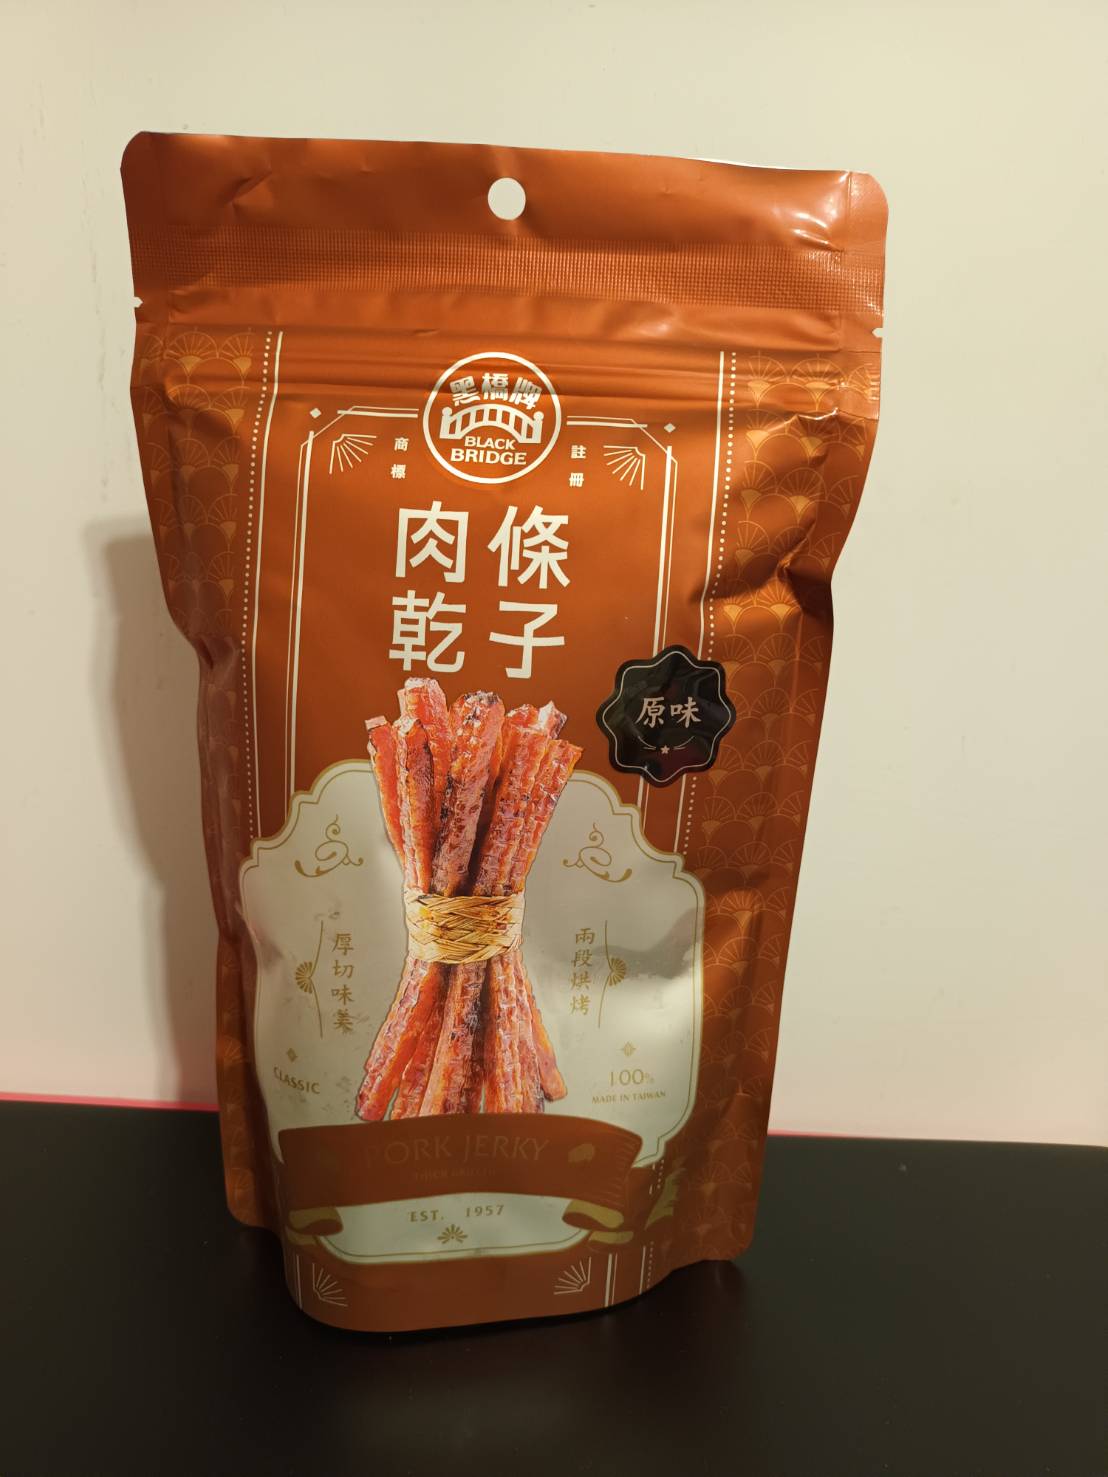 黑橋牌
BLACK
BRIDGE
商標
註冊
條子
肉乾
原味
厚切味美
兩段烘烤
CLASSIC
100%
MADE IN TAIWAN
PORK JERKY
EST. 1957